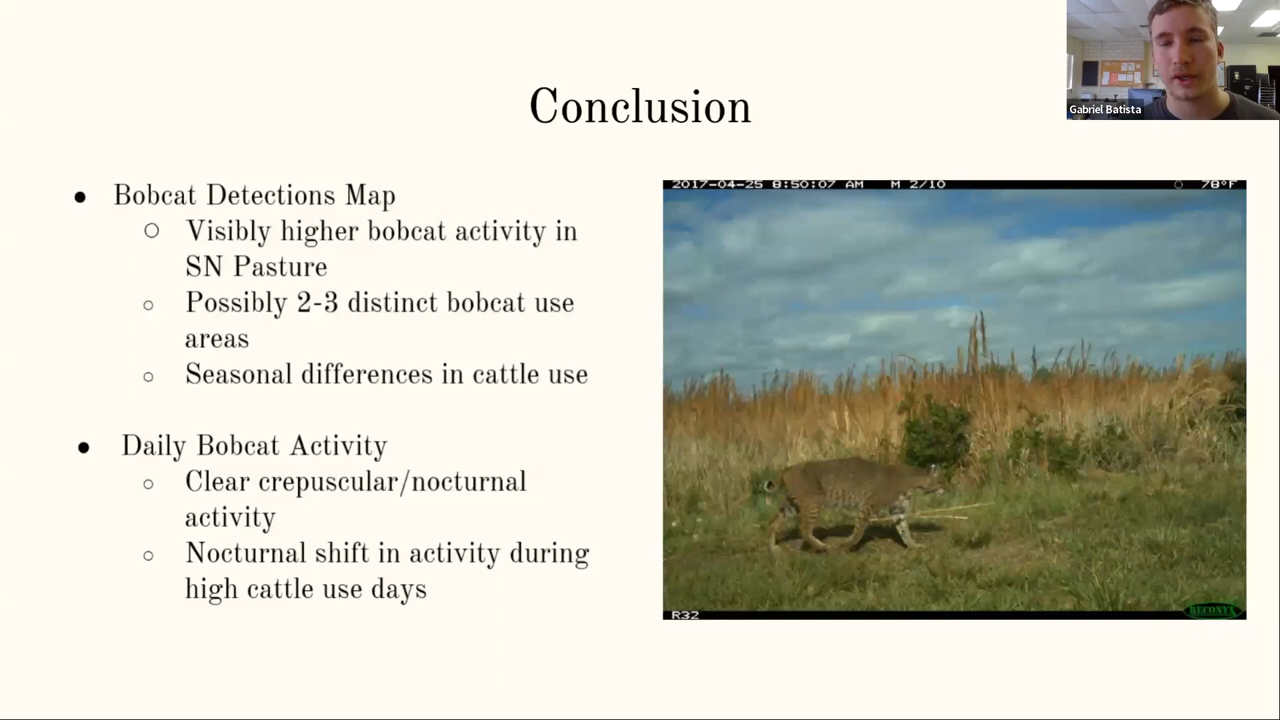 Gabriel Batista
Conclusion
● Bobcat Detections Map
○ Visibly higher bobcat activity in
SN Pasture
○ Possibly 2-3 distinct bobcat use
areas
○ Seasonal differences in cattle use
● Daily Bobcat Activity
○ Clear crepuscular/nocturnal
activity
○ Nocturnal shift in activity during
high cattle use days
2017-04-25 8:50:07 AM M 2/10 78°F
R32
RECONYX